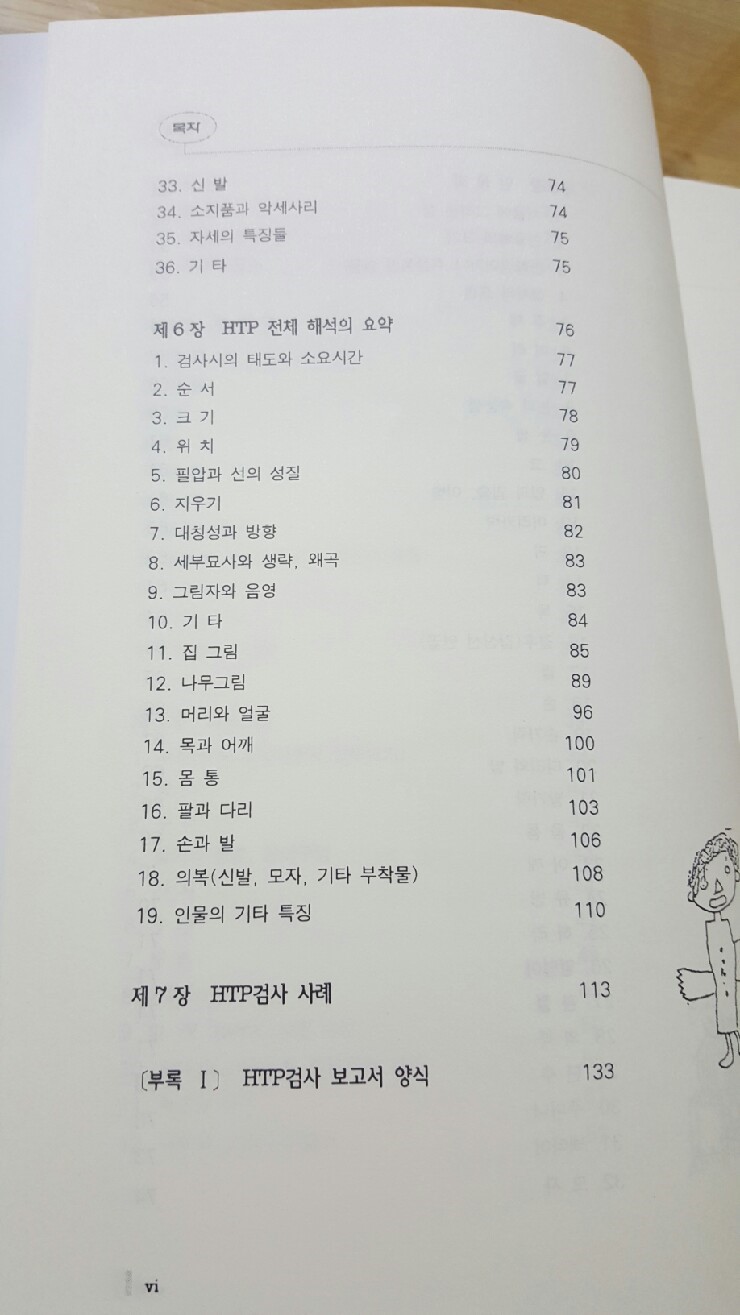 목차
33. 신 발 74
34. 소지품과 악세사리 74
35. 자세의 특징들 75
36. 기 타 75
제 6 장 HTP 전체 해석의 요약 76
1. 검사시의 태도와 소요시간 77
2. 순 서 77
3. 크 기 78
4. 위 치 79
5. 필압과 선의 성질 80
6. 지우기 81
7. 대칭성과 방향 82
8. 세부묘사와 생략, 왜곡 83
9. 그림자와 음영 83
10. 기 타 84
11. 집 그림 85
12. 나무그림 89
13. 머리와 얼굴 96
14. 목과 어깨 100
15. 몸 통 101
16. 팔과 다리 103
17. 손과 발 106
18. 의복(신발, 모자, 기타 부착물) 108
19. 인물의 기타 특징 110
제 7 장 HTP검사 사례 113
〔부록 I〕 HTP검사 보고서 양식 133
vi